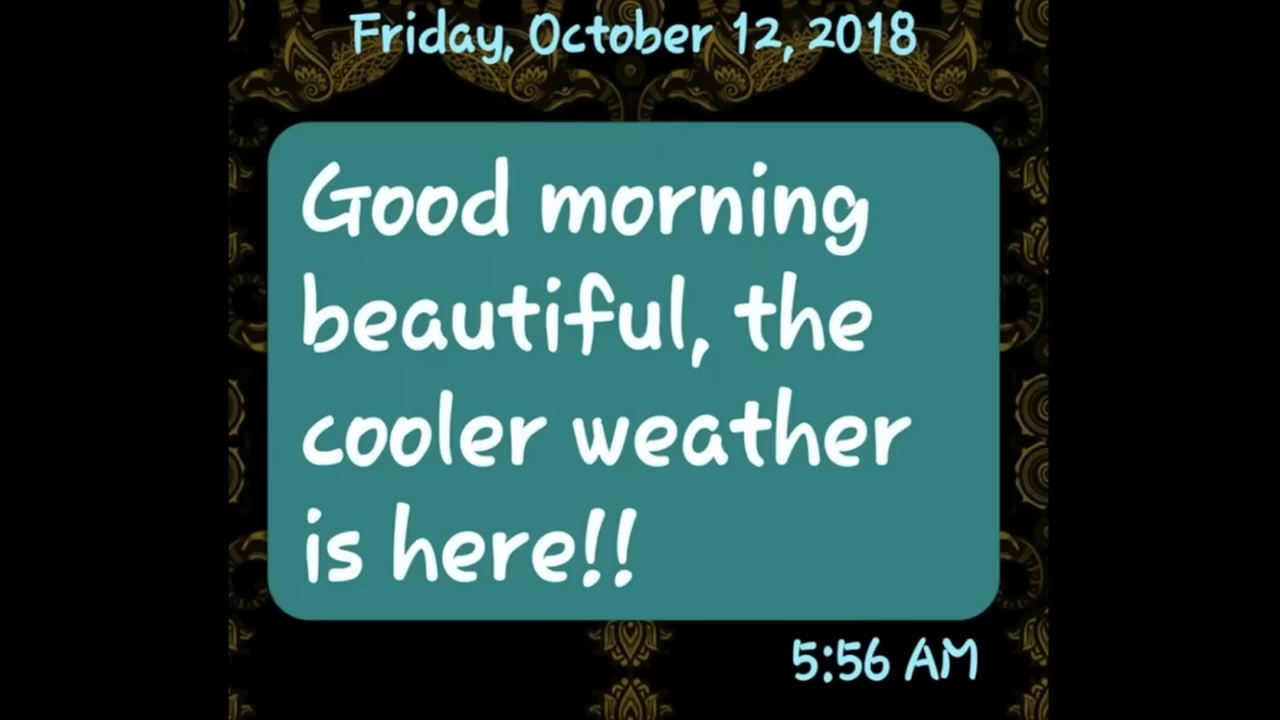 Friday, October 12, 2018
Good morning
beautiful, the
cooler weather
is here!!
5:56 AM